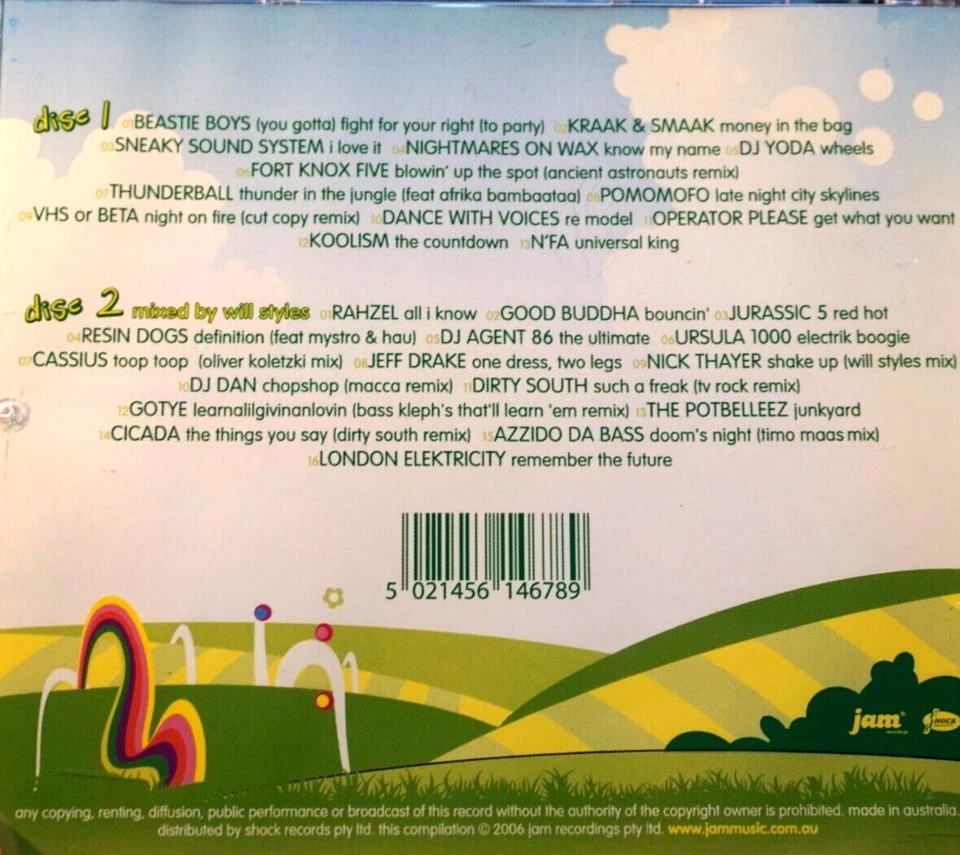 disc 1 01BEASTIE BOYS (you gotta) fight for your right (to party) 02KRAAK & SMAAK money in the bag
03SNEAKY SOUND SYSTEM i love it 04NIGHTMARES ON WAX know my name 05DJ YODA wheels
06FORT KNOX FIVE blowin' up the spot (ancient astronauts remix)
07THUNDERBALL thunder in the jungle (feat afrika bambaataa) 08POMOMOFO late night city skylines
09VHS or BETA night on fire (cut copy remix) 10DANCE WITH VOICES re model 11OPERATOR PLEASE get what you want
12KOOLISM the countdown 13N'FA universal king
disc 2 mixed by will styles 01RAHZEL all i know 02GOOD BUDDHA bouncin' 03JURASSIC 5 red hot
04RESIN DOGS definition (feat mystro & hau) 05DJ AGENT 86 the ultimate 06URSULA 1000 electrik boogie
07CASSIUS toop toop (oliver koletzki mix) 08JEFF DRAKE one dress, two legs 09NICK THAYER shake up (will styles mix)
10DJ DAN chopshop (macca remix) 11DIRTY SOUTH such a freak (tv rock remix)
12GOTYE learnalilgivinanlovin (bass kleph's that'll learn 'em remix) 13THE POTBELLEEZ junkyard
14CICADA the things you say (dirty south remix) 15AZZIDO DA BASS doom's night (timo maas mix)
16LONDON ELEKTRICITY remember the future
5 021456 146789
jam
recordings
SHOCK
any copying, renting, diffusion, public performance or broadcast of this record without the authority of the copyright owner is prohibited. made in australia.
distributed by shock records pty ltd. this compilation © 2006 jam recordings pty ltd. www.jammusic.com.au